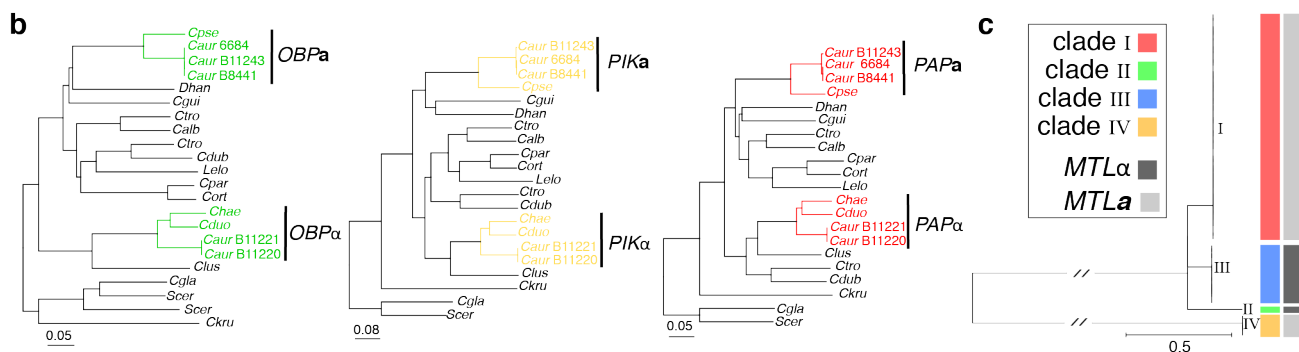 b
Cpse
Caur 6684
Caur B11243
Caur B8441
OBPa
Dhan
Cgui
Ctro
Calb
Ctro
Cdub
Lelo
Cpar
Cort
Chae
Cduo
Caur B11221
Caur B11220
OBPα
Clus
Cgla
Scer
Scer
Ckru
0.05
Caur B11243
Caur 6684
Caur B8441
Cpse
PIKa
Cgui
Dhan
Ctro
Calb
Cpar
Cort
Lelo
Ctro
Cdub
Chae
Cduo
Caur B11221
Caur B11220
PIKα
Clus
Ckru
Cgla
Scer
0.08
Caur B11243
Caur 6684
Caur B8441
Cpse
PAPa
Dhan
Cgui
Ctro
Calb
Cpar
Cort
Lelo
Chae
Cduo
Caur B11221
Caur B11220
PAPα
Clus
Ctro
Cdub
Ckru
Cgla
Scer
0.05
c
clade I
clade II
clade III
clade IV
MTLα
MTLa
I
III
II
IV
//
//
0.5